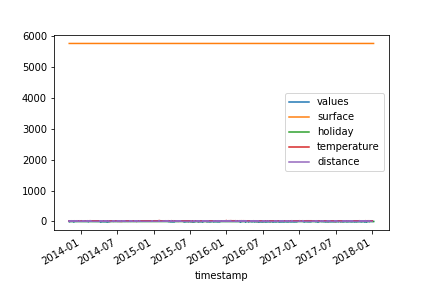 6000
5000
4000
3000
2000
1000
0
values
surface
holiday
temperature
distance
2014-01
2014-07
2015-01
2015-07
2016-01
2016-07
2017-01
2017-07
2018-01
timestamp